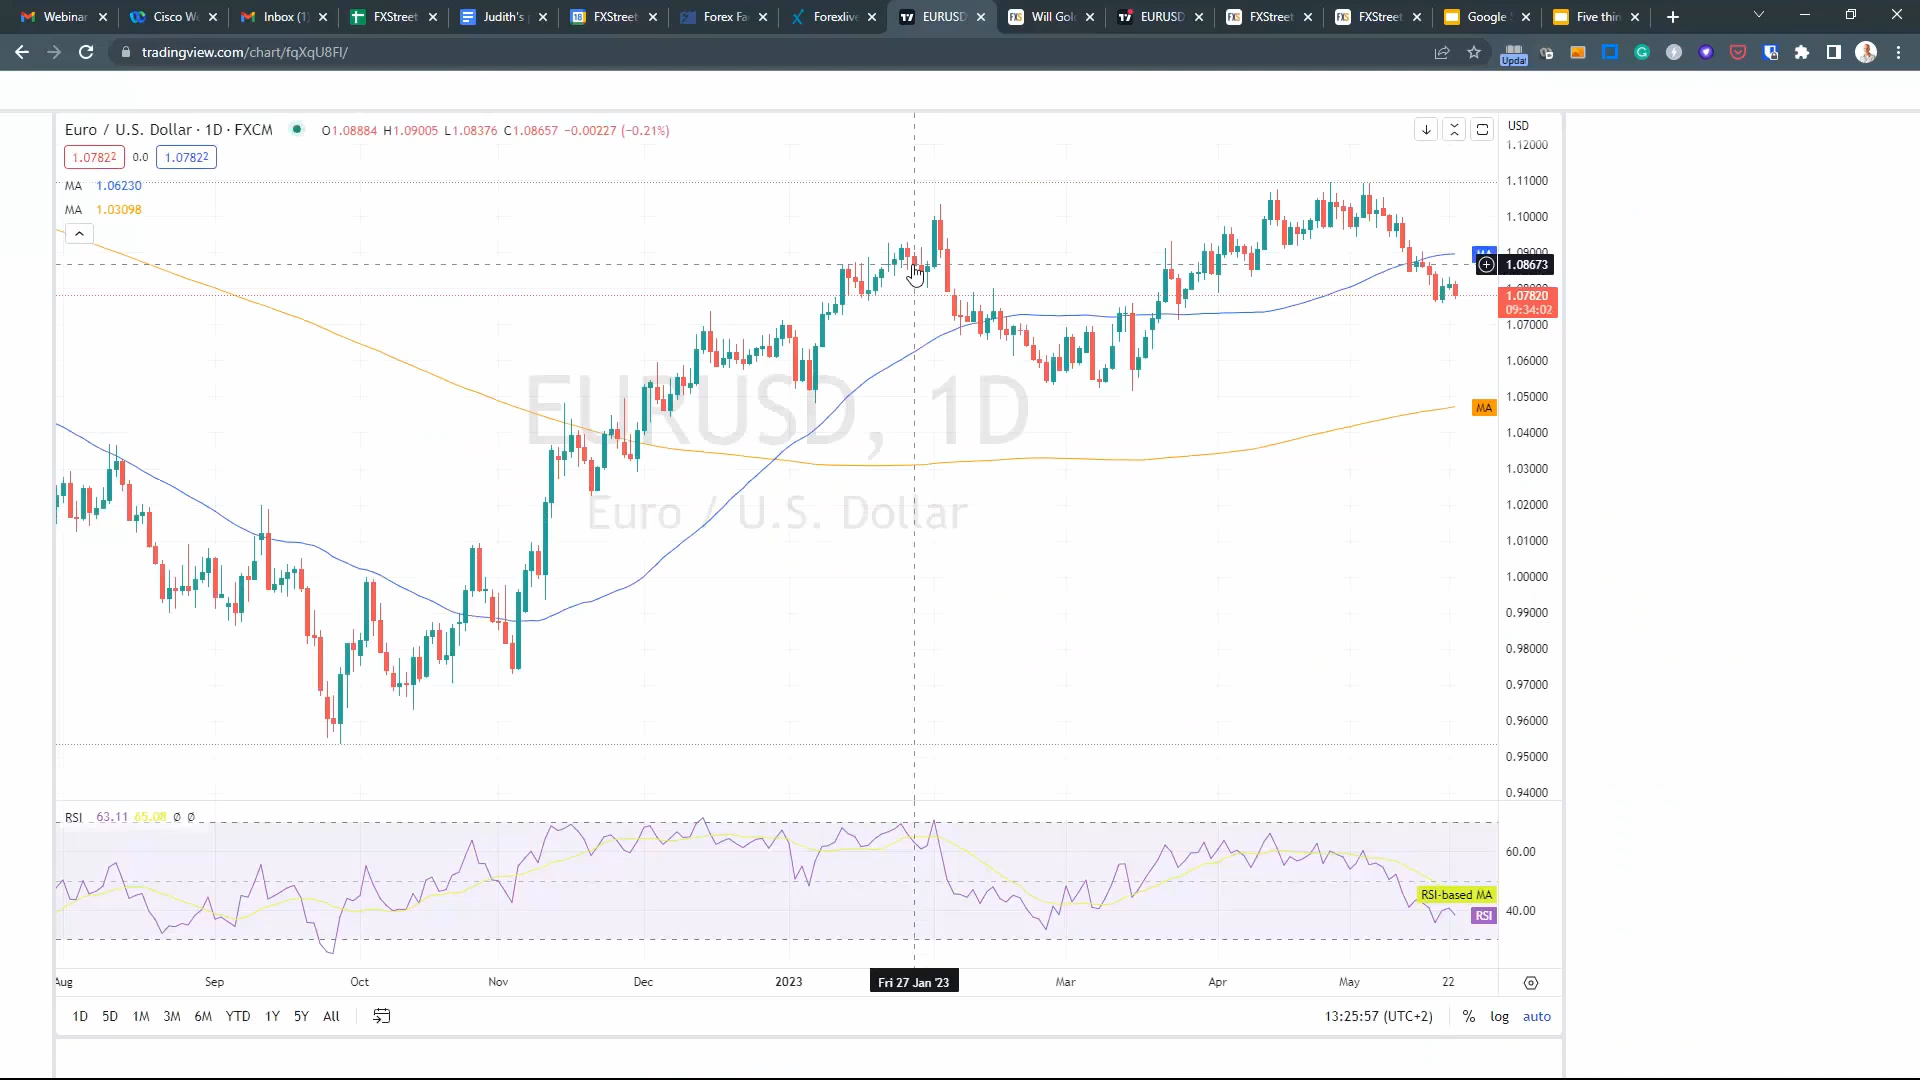 Webinar
Cisco We
Inbox (1)
FXStreet
Judith's
FXStreet
Forex Fa
Forexlive
EURUSD
Will Gol
EURUSD
FXStreet
FXStreet
Google
Five thin
tradingview.com/chart/fqXqU8FI/
Updat
Euro / U.S. Dollar · 1D · FXCM
O1.08884 H1.09005 L1.08376 C1.08657 −0.00227 (−0.21%)
USD
1.07822 0.0 1.07822
MA 1.06230
MA 1.03098
1.12000
1.11000
1.10000
1.09000
MA
1.08673
1.07820
09:34:02
1.07000
1.06000
1.05000
MA
1.04000
1.03000
1.02000
1.01000
1.00000
0.99000
0.98000
0.97000
0.96000
0.95000
0.94000
EURUSD, 1D
Euro / U.S. Dollar
RSI 63.11 65.08 Ø Ø
60.00
RSI-based MA
RSI
40.00
Aug Sep Oct Nov Dec 2023 Fri 27 Jan '23 Mar Apr May 22
1D 5D 1M 3M 6M YTD 1Y 5Y All
13:25:57 (UTC+2) % log auto